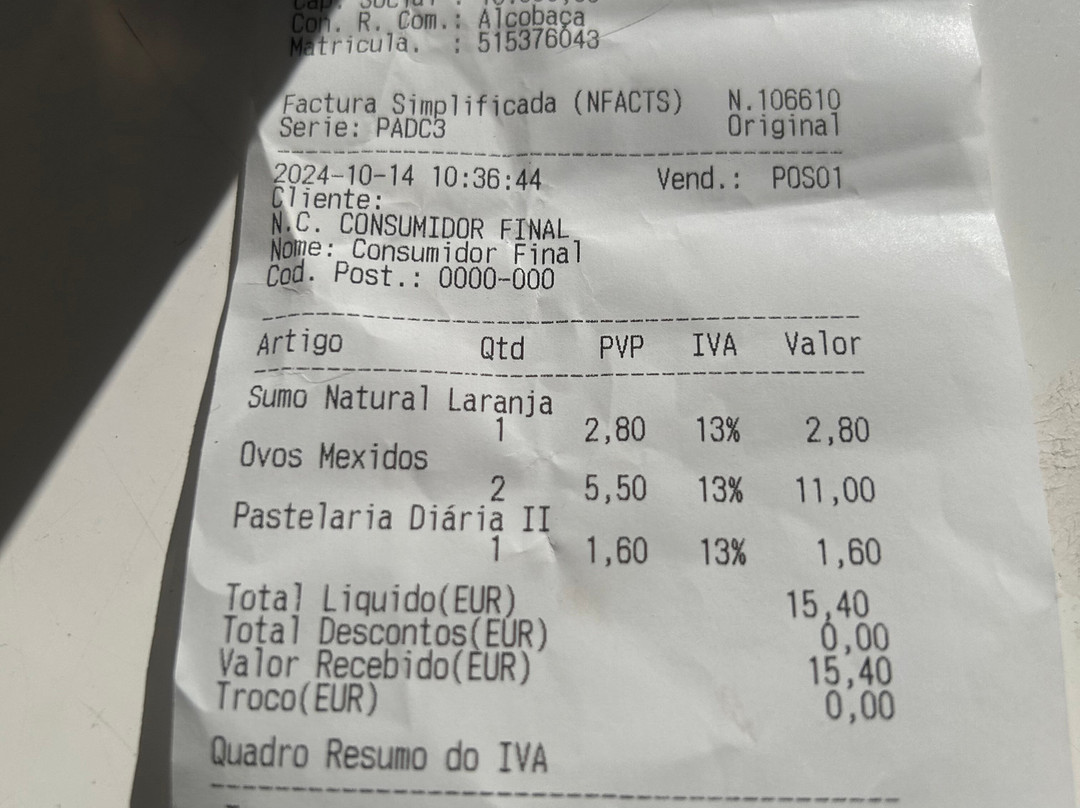 Con. R. Com.: Alcobaça
Matricula. : 515376043
Factura Simplificada (NFACTS) N.106610
Serie: PADC3 Original
2024-10-14 10:36:44 Vend.: POS01
Cliente:
N.C. CONSUMIDOR FINAL
Nome: Consumidor Final
Cod. Post.: 0000-000
Artigo Qtd PVP IVA Valor
Sumo Natural Laranja
1 2,80 13% 2,80
Ovos Mexidos
2 5,50 13% 11,00
Pastelaria Diária II
1 1,60 13% 1,60
Total Liquido(EUR) 15,40
Total Descontos(EUR) 0,00
Valor Recebido(EUR) 15,40
Troco(EUR) 0,00
Quadro Resumo do IVA